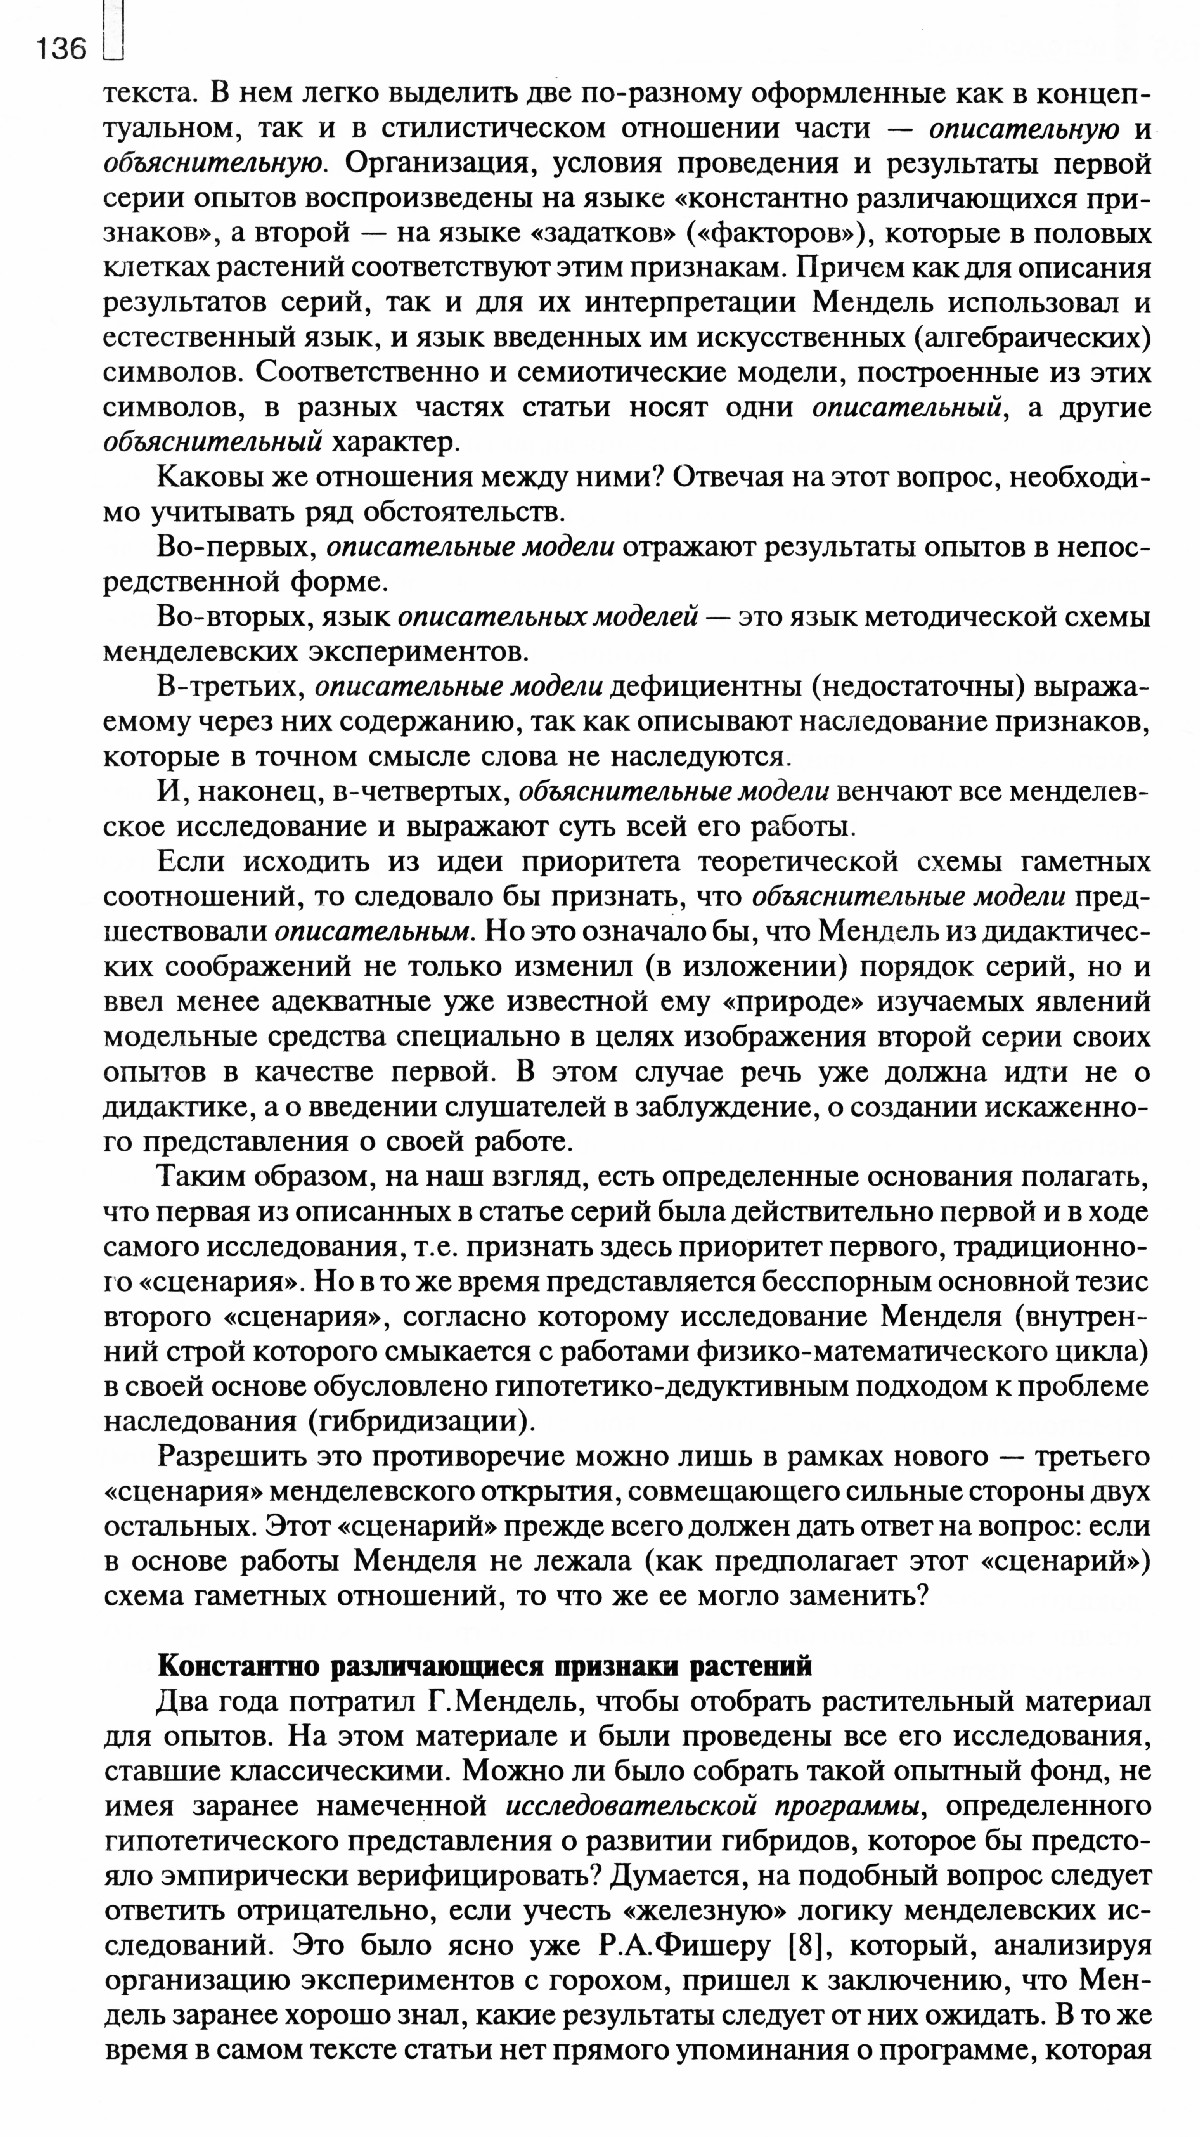 136
текста. В нем легко выделить две по-разному оформленные как в концеп-
туальном, так и в стилистическом отношении части — описательную и
объяснительную. Организация, условия проведения и результаты первой
серии опытов воспроизведены на языке «константно различающихся при-
знаков», а второй — на языке «задатков» («факторов»), которые в половых
клетках растений соответствуют этим признакам. Причем как для описания
результатов серий, так и для их интерпретации Мендель использовал и
естественный язык, и язык введенных им искусственных (алгебраических)
символов. Соответственно и семиотические модели, построенные из этих
символов, в разных частях статьи носят одни описательный, а другие
объяснительный характер.
Каковы же отношения между ними? Отвечая на этот вопрос, необходи-
мо учитывать ряд обстоятельств.
Во-первых, описательные модели отражают результаты опытов в непос-
редственной форме.
Во-вторых, язык описательных моделей — это язык методической схемы
менделевских экспериментов.
В-третьих, описательные модели дефициентны (недостаточны) выража-
емому через них содержанию, так как описывают наследование признаков,
которые в точном смысле слова не наследуются.
И, наконец, в-четвертых, объяснительные модели венчают все менделев-
ское исследование и выражают суть всей его работы.
Если исходить из идеи приоритета теоретической схемы гаметных
соотношений, то следовало бы признать, что объяснительные модели пред-
шествовали описательным. Но это означало бы, что Мендель из дидактичес-
ких соображений не только изменил (в изложении) порядок серий, но и
ввел менее адекватные уже известной ему «природе» изучаемых явлений
модельные средства специально в целях изображения второй серии своих
опытов в качестве первой. В этом случае речь уже должна идти не о
дидактике, а о введении слушателей в заблуждение, о создании искаженно-
го представления о своей работе.
Таким образом, на наш взгляд, есть определенные основания полагать,
что первая из описанных в статье серий была действительно первой и в ходе
самого исследования, т.е. признать здесь приоритет первого, традиционно-
го «сценария». Но в то же время представляется бесспорным основной тезис
второго «сценария», согласно которому исследование Менделя (внутрен-
ний строй которого смыкается с работами физико-математического цикла)
в своей основе обусловлено гипотетико-дедуктивным подходом к проблеме
наследования (гибридизации).
Разрешить это противоречие можно лишь в рамках нового — третьего
«сценария» менделевского открытия, совмещающего сильные стороны двух
остальных. Этот «сценарий» прежде всего должен дать ответ на вопрос: если
в основе работы Менделя не лежала (как предполагает этот «сценарий»)
схема гаметных отношений, то что же ее могло заменить?
Константно различающиеся признаки растений
Два года потратил Г.Мендель, чтобы отобрать растительный материал
для опытов. На этом материале и были проведены все его исследования,
ставшие классическими. Можно ли было собрать такой опытный фонд, не
имея заранее намеченной исследовательской программы, определенного
гипотетического представления о развитии гибридов, которое бы предсто-
яло эмпирически верифицировать? Думается, на подобный вопрос следует
ответить отрицательно, если учесть «железную» логику менделевских ис-
следований. Это было ясно уже Р.А.Фишеру [8], который, анализируя
организацию экспериментов с горохом, пришел к заключению, что Мен-
дель заранее хорошо знал, какие результаты следует от них ожидать. В то же
время в самом тексте статьи нет прямого упоминания о программе, которая